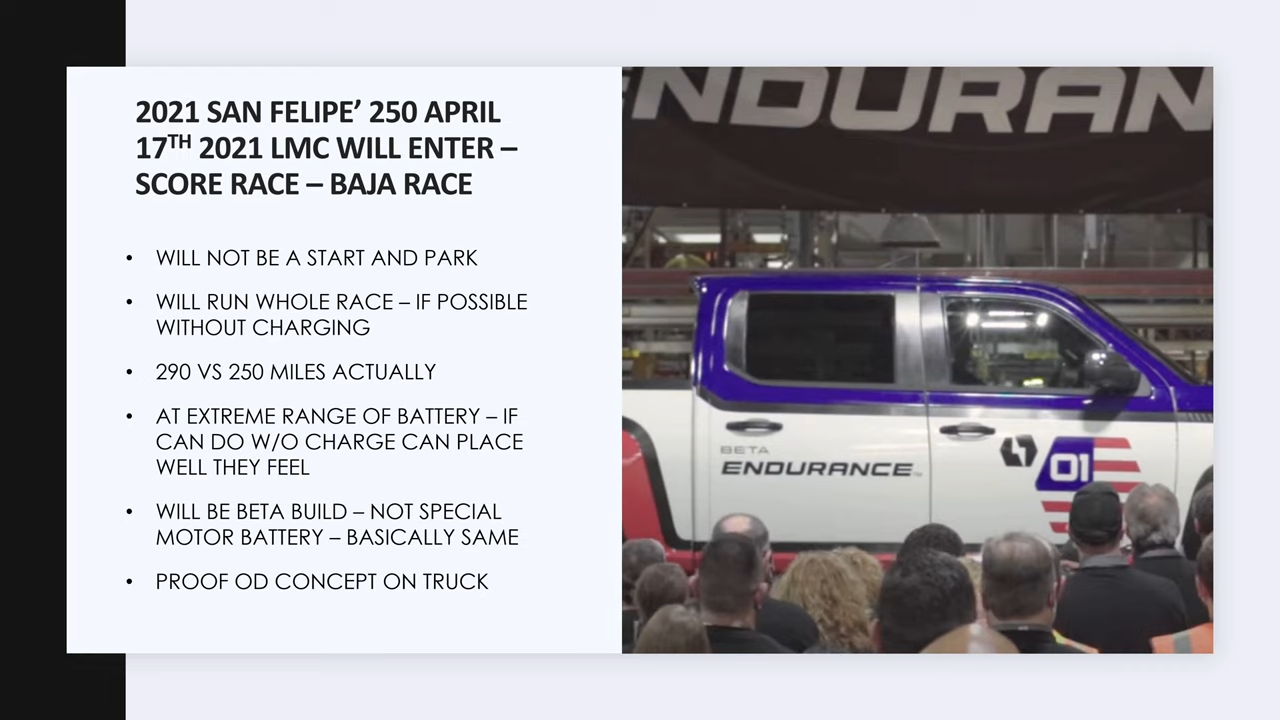 2021 SAN FELIPE’ 250 APRIL
17TH 2021 LMC WILL ENTER –
SCORE RACE – BAJA RACE
• WILL NOT BE A START AND PARK
• WILL RUN WHOLE RACE – IF POSSIBLE
WITHOUT CHARGING
• 290 VS 250 MILES ACTUALLY
• AT EXTREME RANGE OF BATTERY – IF
CAN DO W/O CHARGE CAN PLACE
WELL THEY FEEL
• WILL BE BETA BUILD – NOT SPECIAL
MOTOR BATTERY – BASICALLY SAME
• PROOF OD CONCEPT ON TRUCK
ENDURAN
BETA
ENDURANCE
01